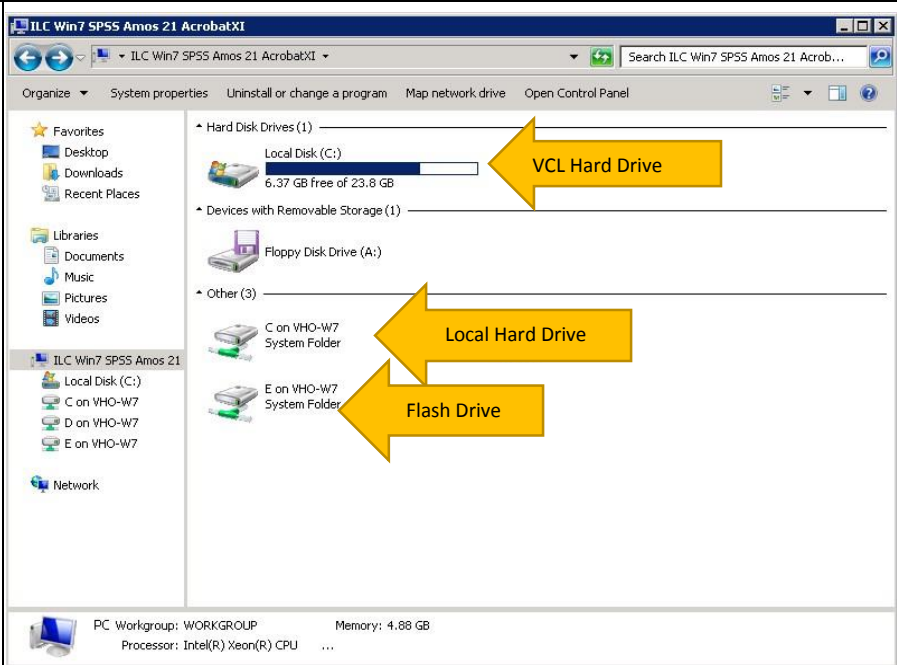 ILC Win7 SPSS Amos 21 AcrobatXI
ILC Win7 SPSS Amos 21 AcrobatXI
Search ILC Win7 SPSS Amos 21 Acrob...
Organize
System properties
Uninstall or change a program
Map network drive
Open Control Panel
Favorites
Desktop
Downloads
Recent Places
Libraries
Documents
Music
Pictures
Videos
ILC Win7 SPSS Amos 21
Local Disk (C:)
C on VHO-W7
D on VHO-W7
E on VHO-W7
Network
Hard Disk Drives (1)
Local Disk (C:)
6.37 GB free of 23.8 GB
VCL Hard Drive
Devices with Removable Storage (1)
Floppy Disk Drive (A:)
Other (3)
C on VHO-W7
System Folder
Local Hard Drive
E on VHO-W7
System Folder
Flash Drive
PC Workgroup: WORKGROUP
Memory: 4.88 GB
Processor: Intel(R) Xeon(R) CPU ...